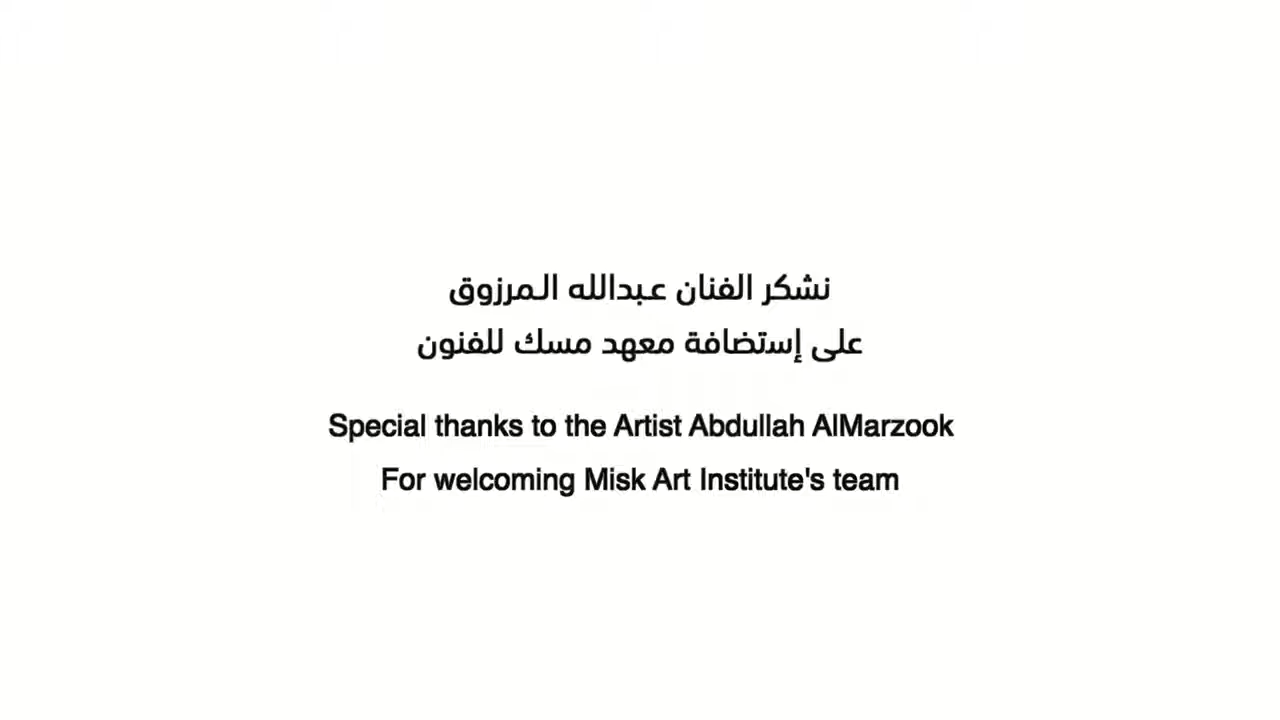 نشكر الفنان عبدالله المرزوق
على إستضافة معهد مسك للفنون
Special thanks to the Artist Abdullah AlMarzook
For welcoming Misk Art Institute's team